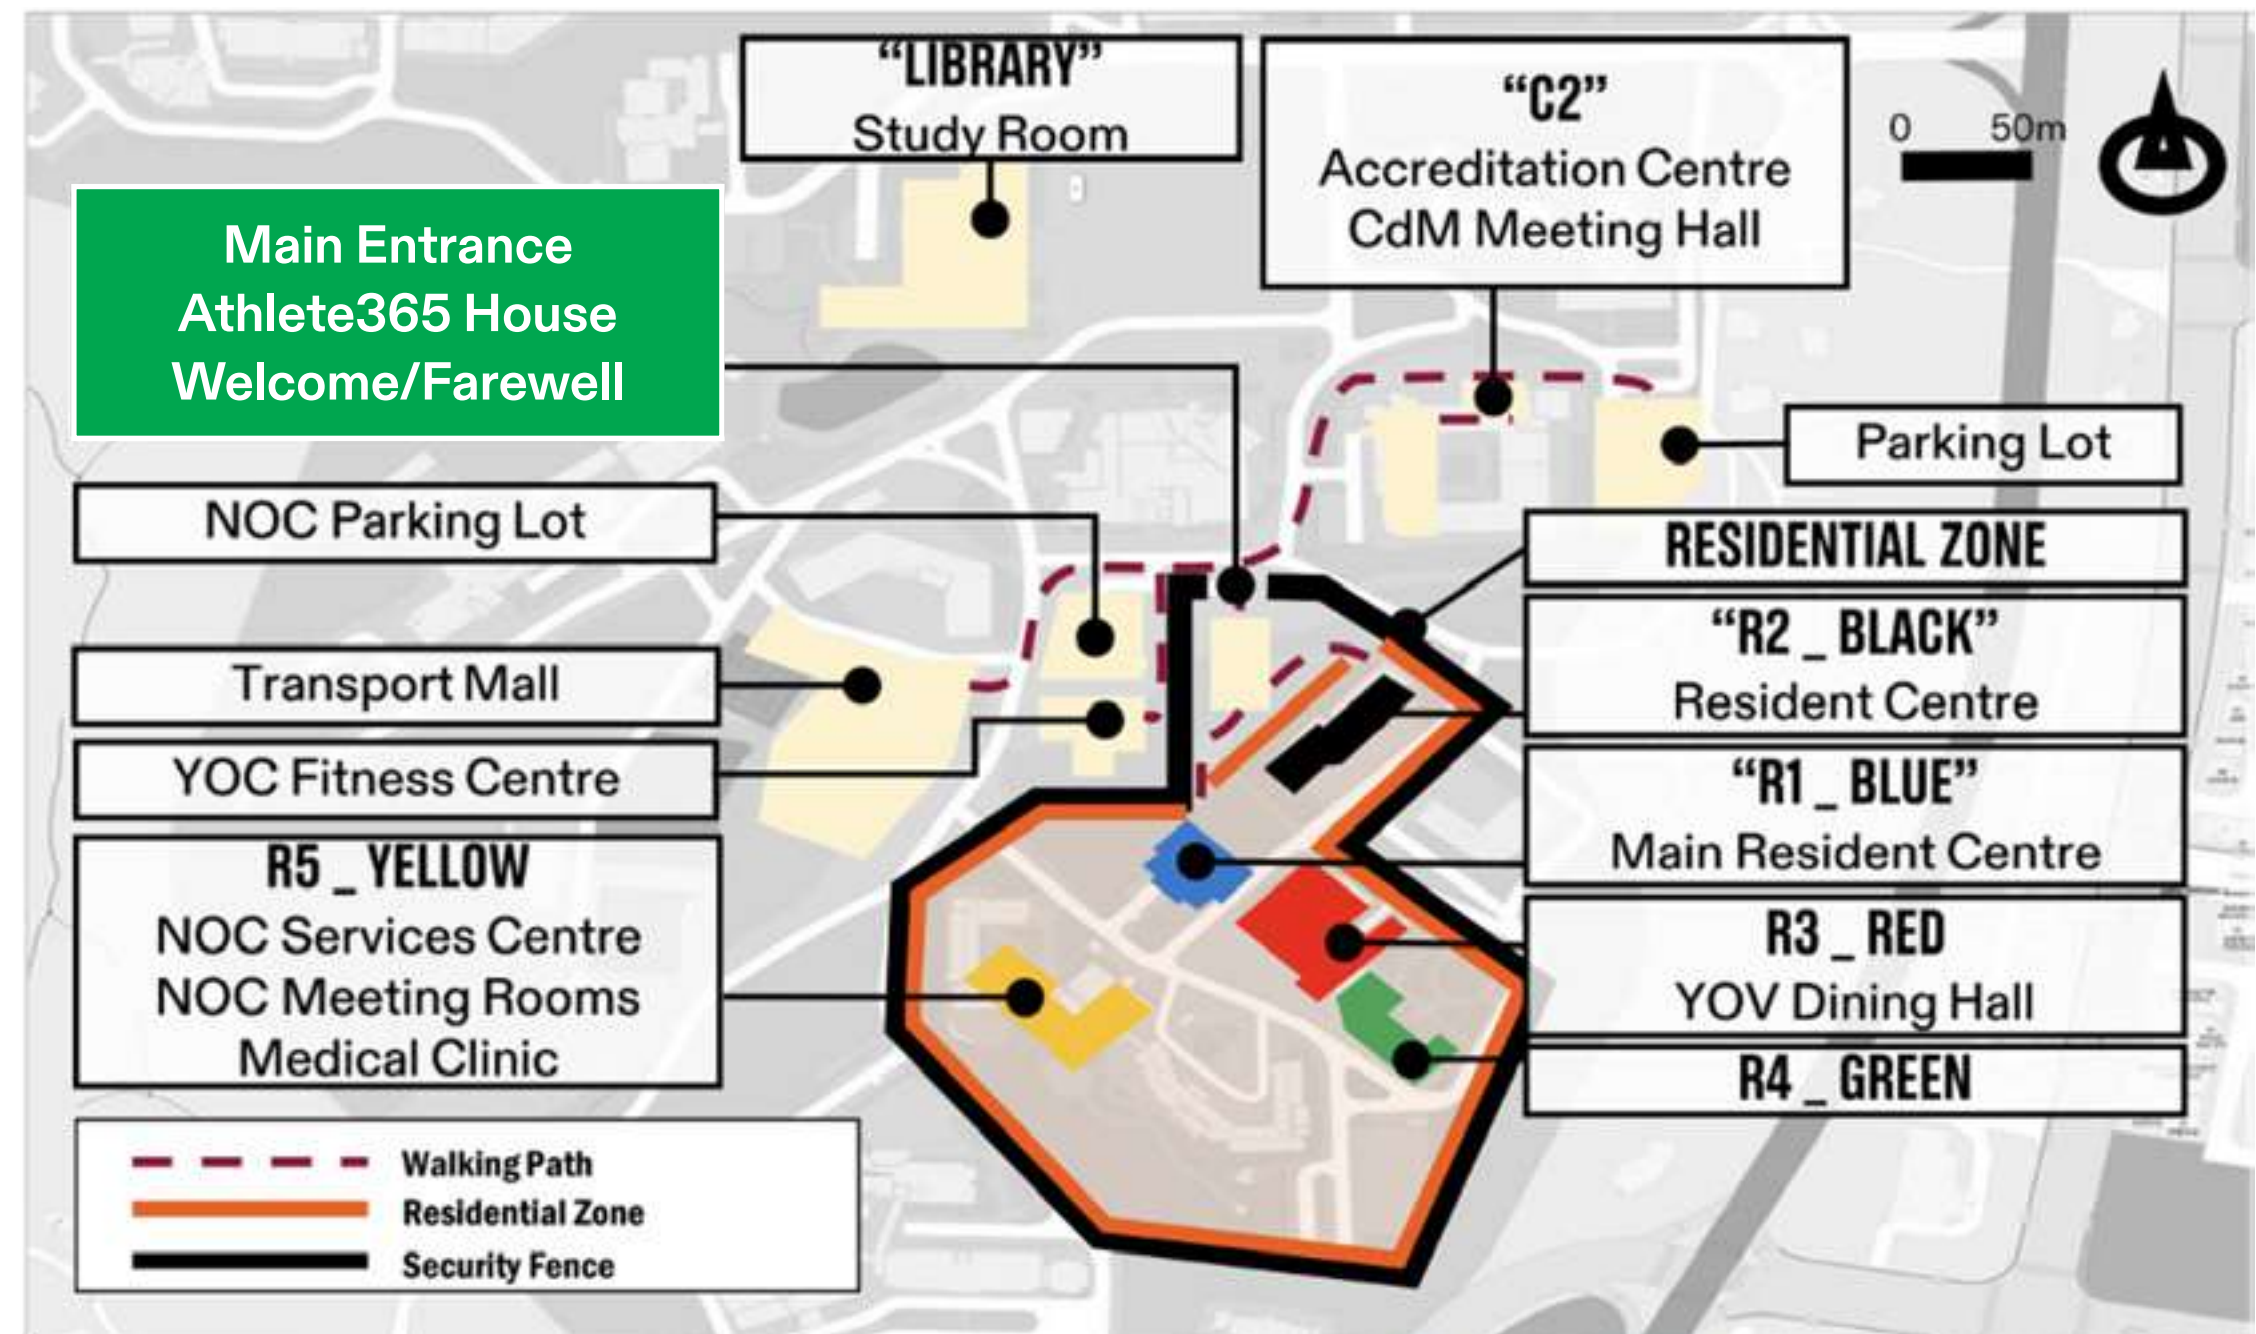 “LIBRARY”
Study Room
“C2”
Accreditation Centre
CdM Meeting Hall
0 50m
Main Entrance
Athlete365 House
Welcome/Farewell
Parking Lot
NOC Parking Lot
RESIDENTIAL ZONE
“R2 _ BLACK”
Resident Centre
Transport Mall
YOC Fitness Centre
“R1 _ BLUE”
Main Resident Centre
R5 _ YELLOW
NOC Services Centre
NOC Meeting Rooms
Medical Clinic
R3 _ RED
YOV Dining Hall
R4 _ GREEN
Walking Path
Residential Zone
Security Fence